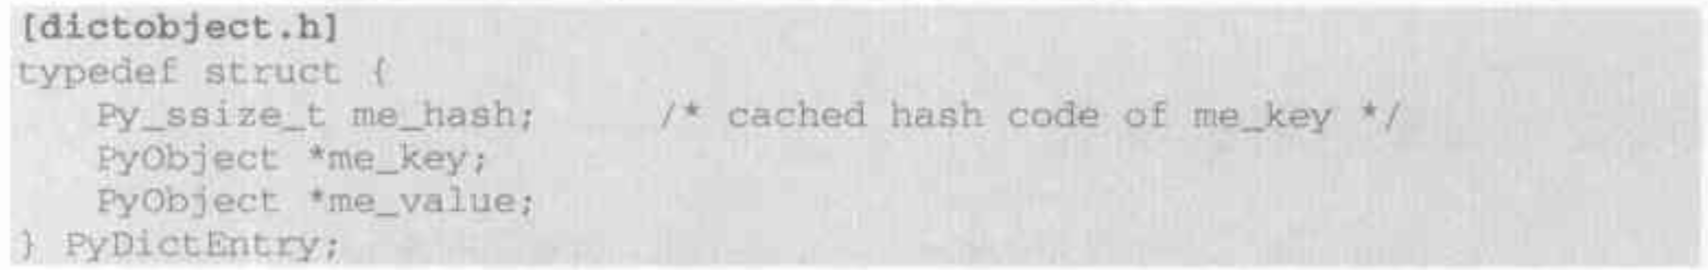 [dictobject.h]
typedef struct {
    Py_ssize_t me_hash;      /* cached hash code of me_key */
    PyObject *me_key;
    PyObject *me_value;
} PyDictEntry;